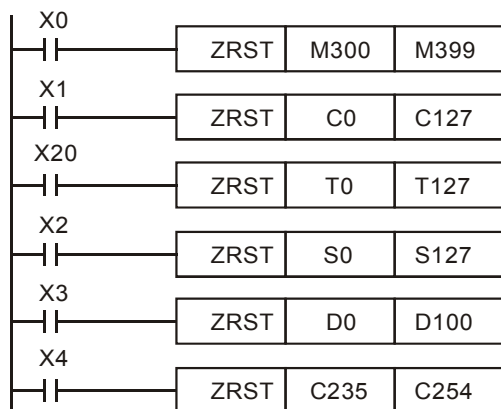 X0
ZRST M300 M399
X1
ZRST C0 C127
X20
ZRST T0 T127
X2
ZRST S0 S127
X3
ZRST D0 D100
X4
ZRST C235 C254